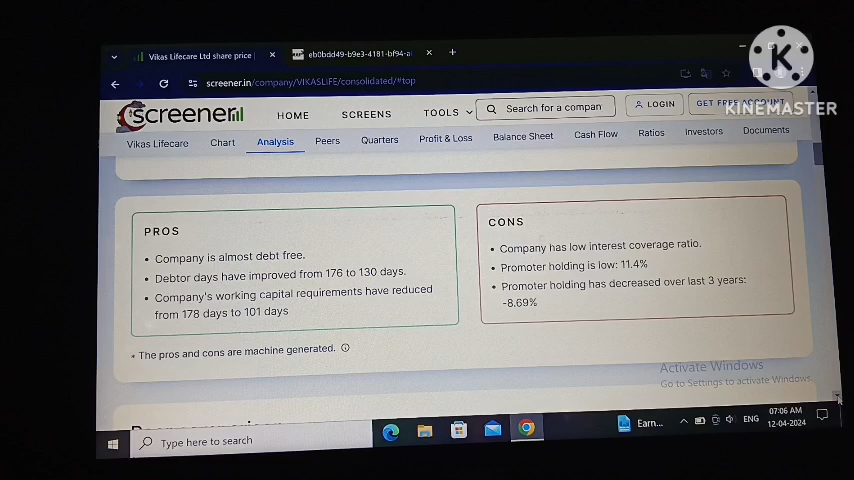 Vikas Lifecare Ltd share price |
eb0bdd49-b9e3-4181-bf94-a
screener.in/company/VIKASLIFE/consolidated/#top
K
KINEMASTER
screener
HOME
SCREENS
TOOLS
Search for a compan
LOGIN
GET FREE ACCOUNT
Vikas Lifecare
Chart
Analysis
Peers
Quarters
Profit & Loss
Balance Sheet
Cash Flow
Ratios
Investors
Documents
PROS
• Company is almost debt free.
• Debtor days have improved from 176 to 130 days.
• Company's working capital requirements have reduced
from 178 days to 101 days
CONS
• Company has low interest coverage ratio.
• Promoter holding is low: 11.4%
• Promoter holding has decreased over last 3 years:
-8.69%
* The pros and cons are machine generated.
Activate Windows
Go to Settings to activate Windows.
Type here to search
Earn...
ENG
07:06 AM
12-04-2024